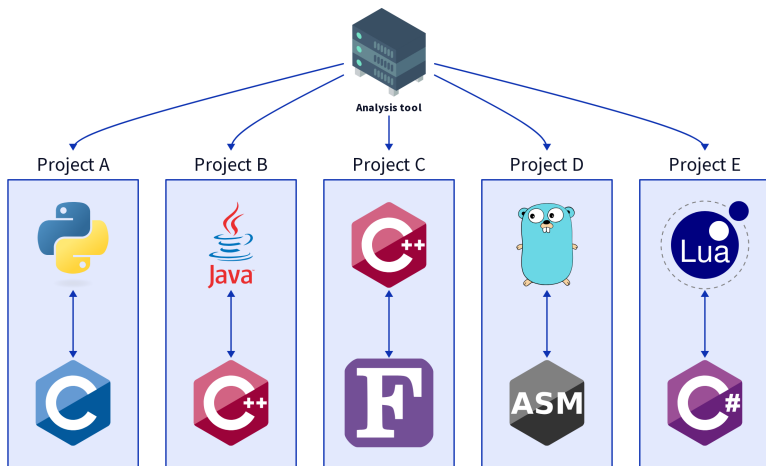 Analysis tool
Project A
Project B
Project C
Project D
Project E
Java
C++
Lua
C
C++
F
ASM
C#